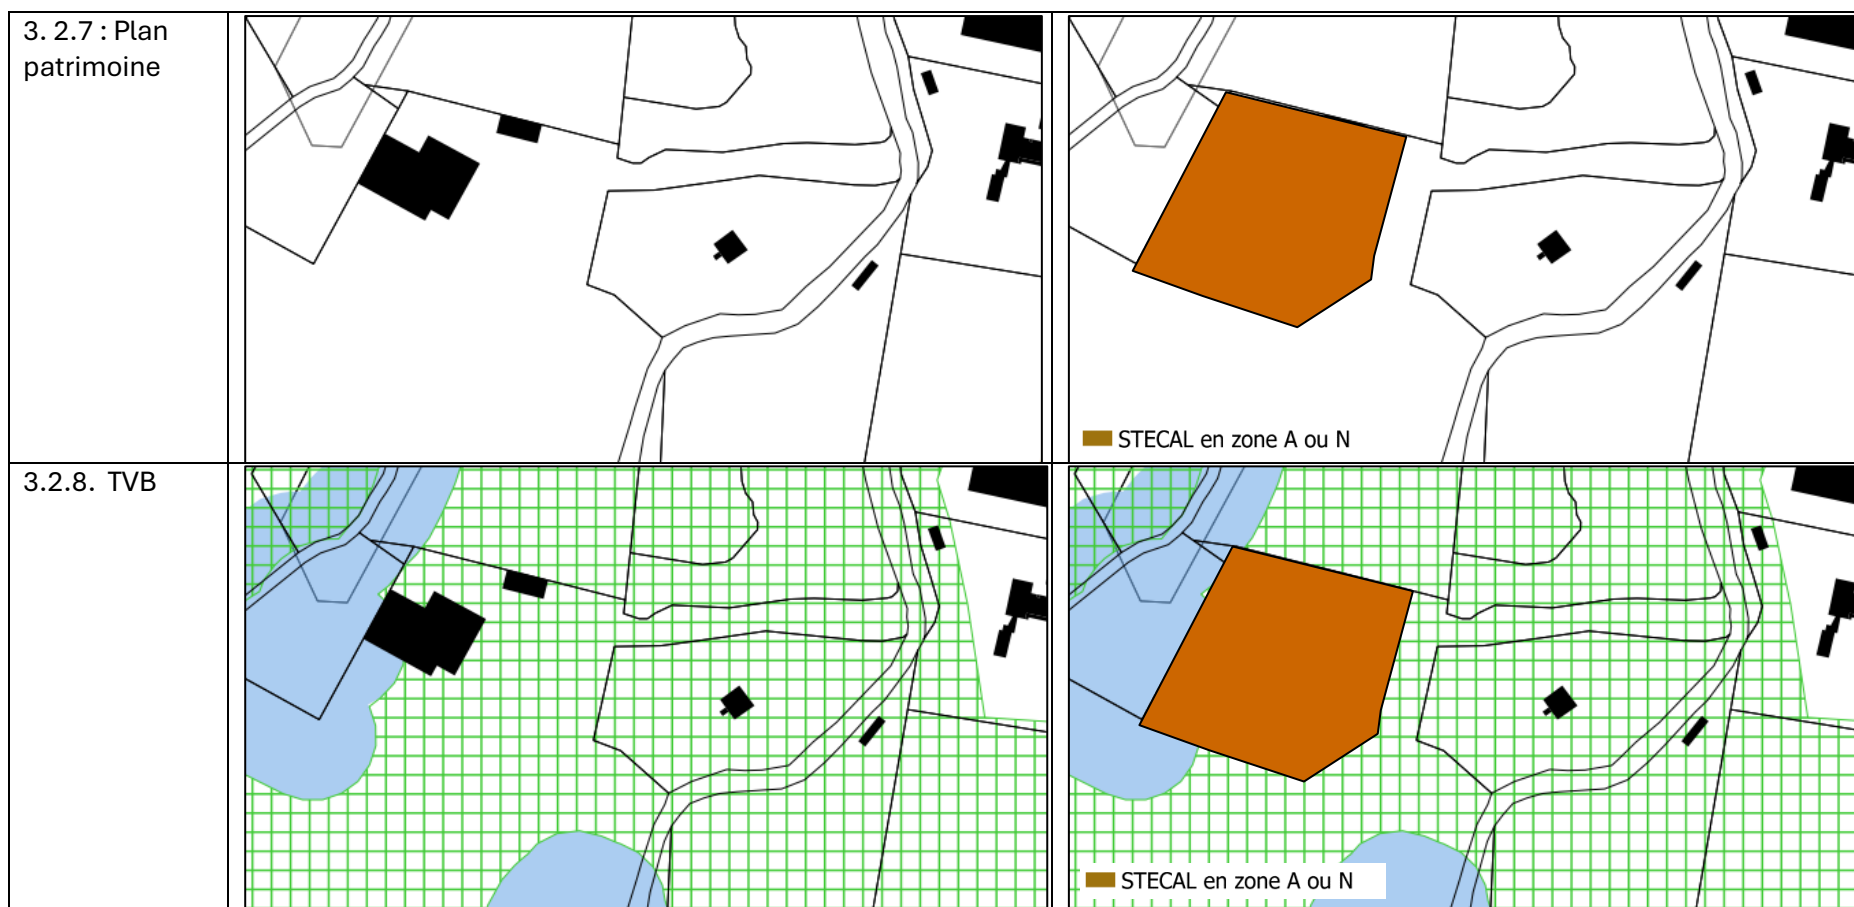 3. 2.7 : Plan
patrimoine
STECAL en zone A ou N
3.2.8. TVB
STECAL en zone A ou N